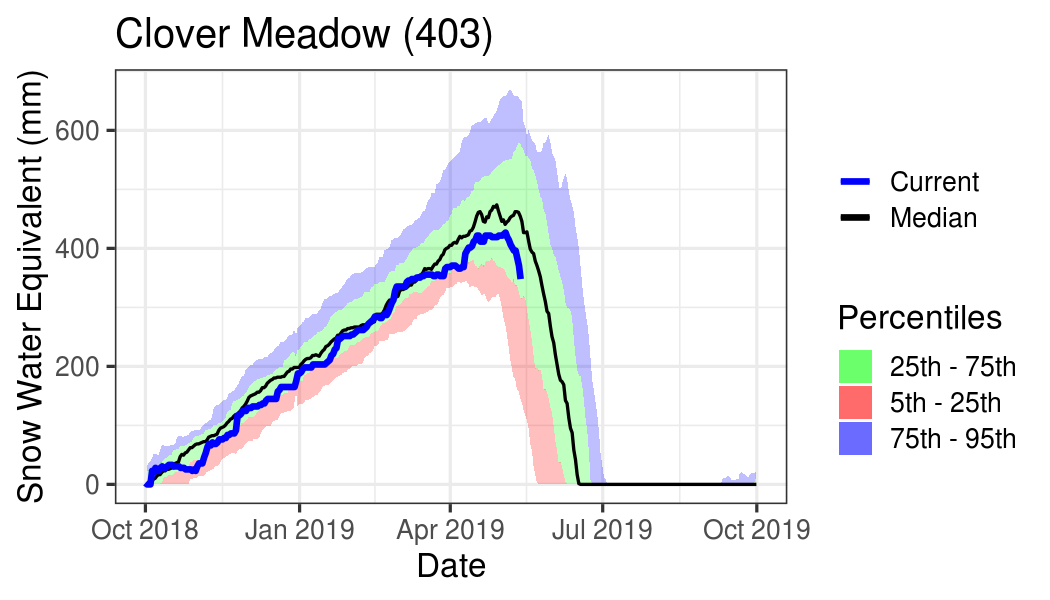 Clover Meadow (403)
Snow Water Equivalent (mm)
600
400
200
0
Oct 2018
Jan 2019
Apr 2019
Jul 2019
Oct 2019
Date
Current
Median
Percentiles
25th - 75th
5th - 25th
75th - 95th